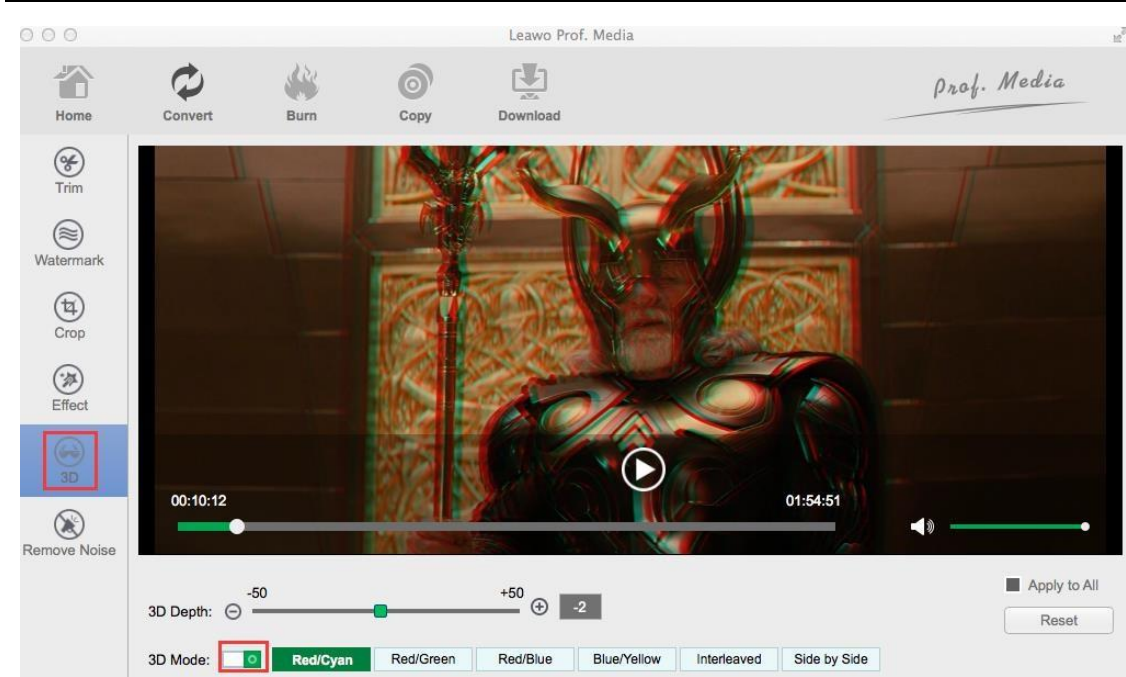 Leawo Prof. Media
Home Convert Burn Copy Download
Prof. Media
Trim
Watermark
Crop
Effect
3D
Remove Noise
00:10:12 01:54:51
-50 +50
3D Depth: -2
Apply to All
Reset
3D Mode: Red/Cyan Red/Green Red/Blue Blue/Yellow Interleaved Side by Side